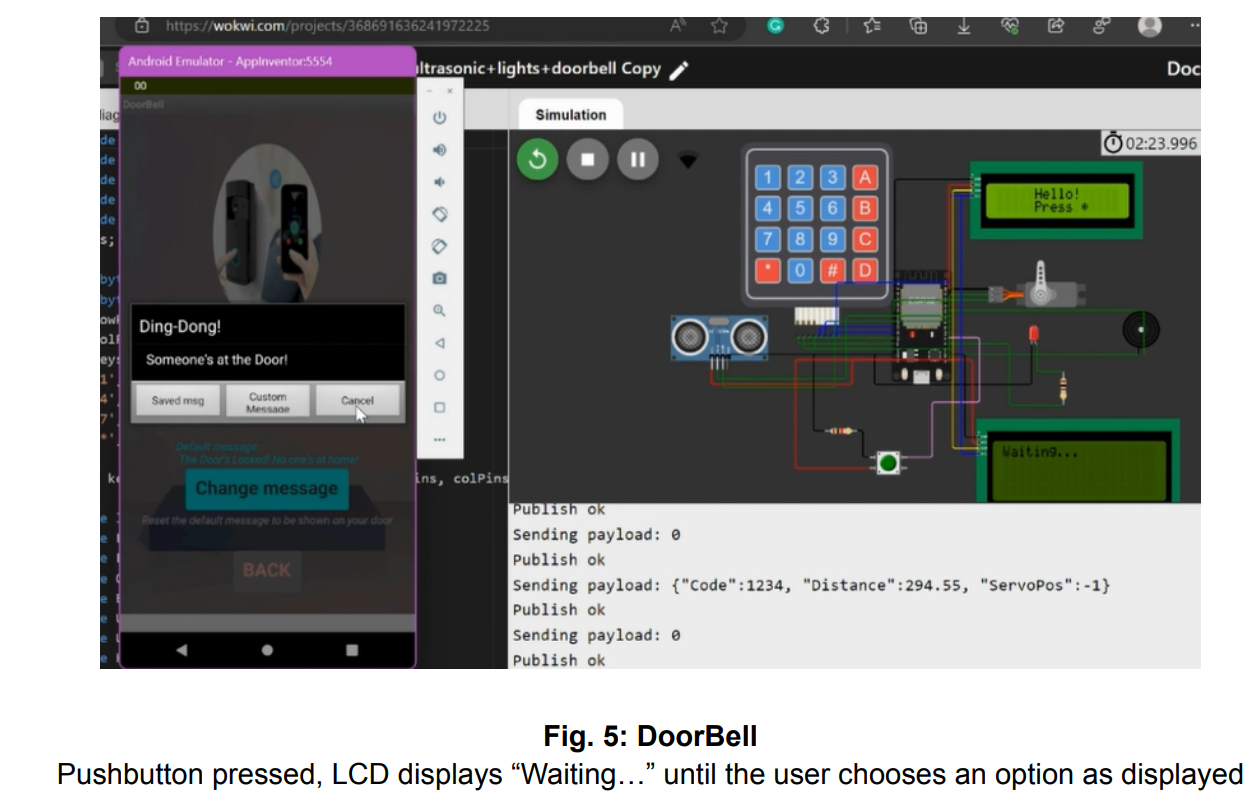 https://wokwi.com/projects/368691636241972225
Android Emulator - AppInventor:5554
ltrasonic+lights+doorbell Copy
Doc
DoorBell
Simulation
02:23.996
1 2 3 A
4 5 6 B
7 8 9 C
* 0 # D
Hello!
Press *
Waiting...
Ding-Dong!
Someone's at the Door!
Saved msg
Custom
Message
Cancel
Default message:
The Door's Locked! No one's at home!
Change message
Reset the default message to be shown on your door
BACK
ins, colPins
Publish ok
Sending payload: 0
Publish ok
Sending payload: {"Code":1234, "Distance":294.55, "ServoPos":-1}
Publish ok
Sending payload: 0
Publish ok
Fig. 5: DoorBell
Pushbutton pressed, LCD displays “Waiting…” until the user chooses an option as displayed